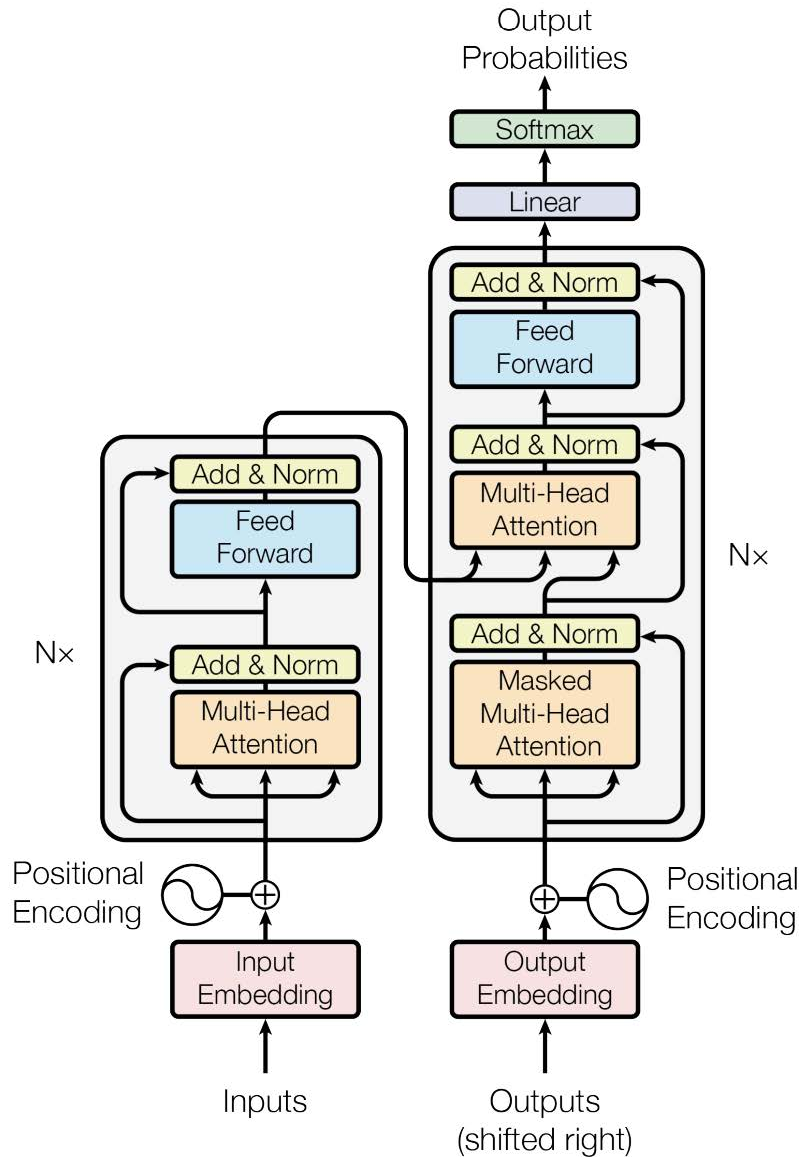 Output
Probabilities
Softmax
Linear
Add & Norm
Feed
Forward
Add & Norm
Multi-Head
Attention
Add & Norm
Masked
Multi-Head
Attention
N×
Add & Norm
Feed
Forward
Add & Norm
Multi-Head
Attention
N×
Positional
Encoding
Positional
Encoding
Input
Embedding
Output
Embedding
Inputs
Outputs
(shifted right)